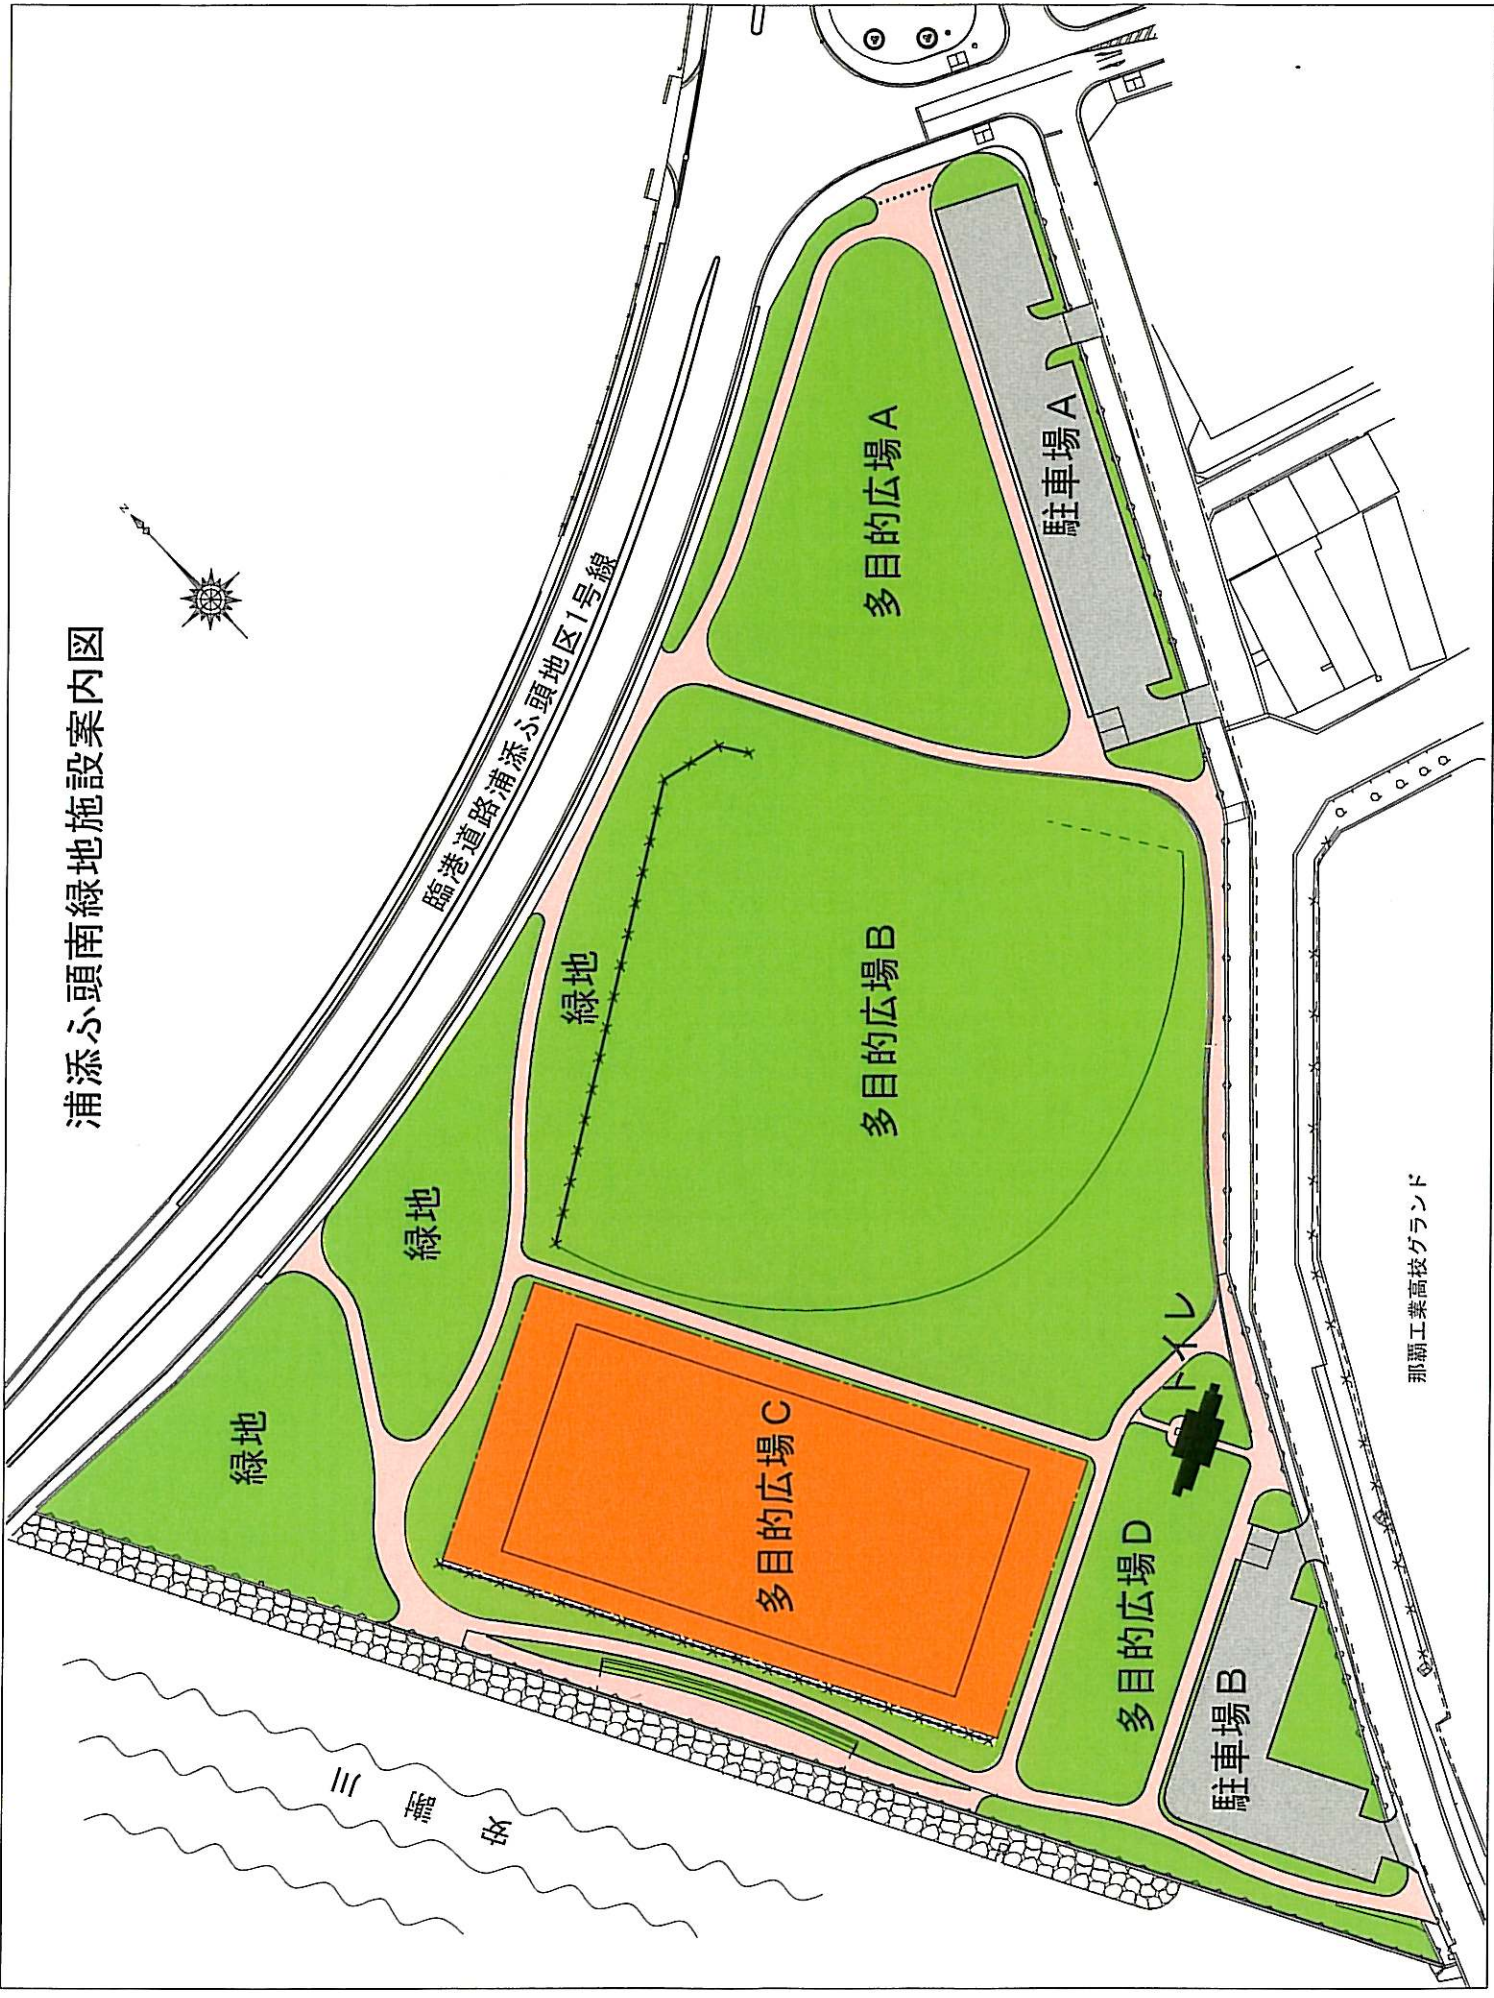 浦添ふ頭南緑地施設案内図
N
臨港道路浦添ふ頭地区1号線
緑地
緑地
緑地
多目的広場A
駐車場A
多目的広場B
多目的広場C
トイレ
多目的広場D
駐車場B
安謝川
那覇工業高校グランド